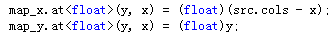 map_x.at<float>(y, x) = (float)(src.cols - x);
map_y.at<float>(y, x) = (float)y;